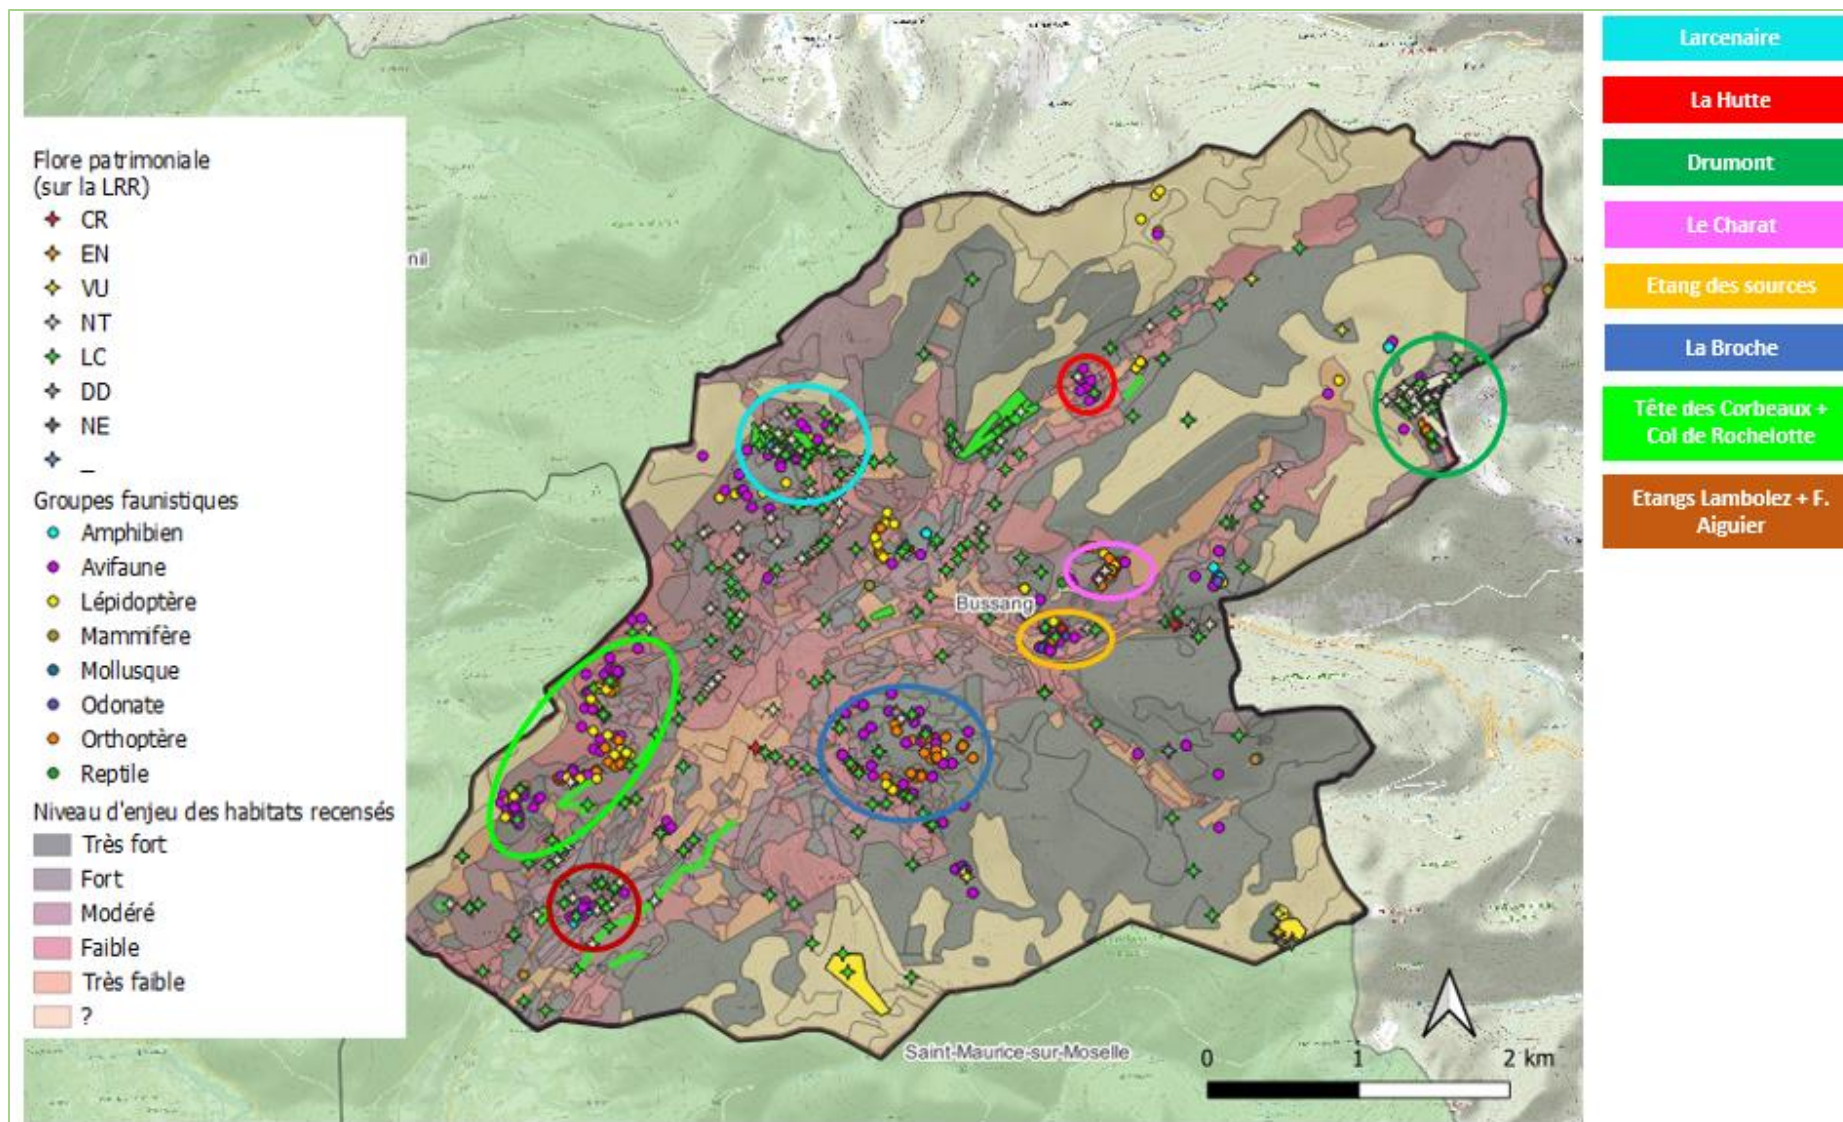 Flore patrimoniale
(sur la LRR)
CR
EN
VU
NT
LC
DD
NE
_
Groupes faunistiques
Amphibien
Avifaune
Lépidoptère
Mammifère
Mollusque
Odonate
Orthoptère
Reptile
Niveau d'enjeu des habitats recensés
Très fort
Fort
Modéré
Faible
Très faible
?
nil
Bussang
Saint-Maurice-sur-Moselle
0 1 2 km
Larcenaire
La Hutte
Drumont
Le Charat
Etang des sources
La Broche
Tête des Corbeaux +
Col de Rochelotte
Etangs Lambolez + F.
Aiguier